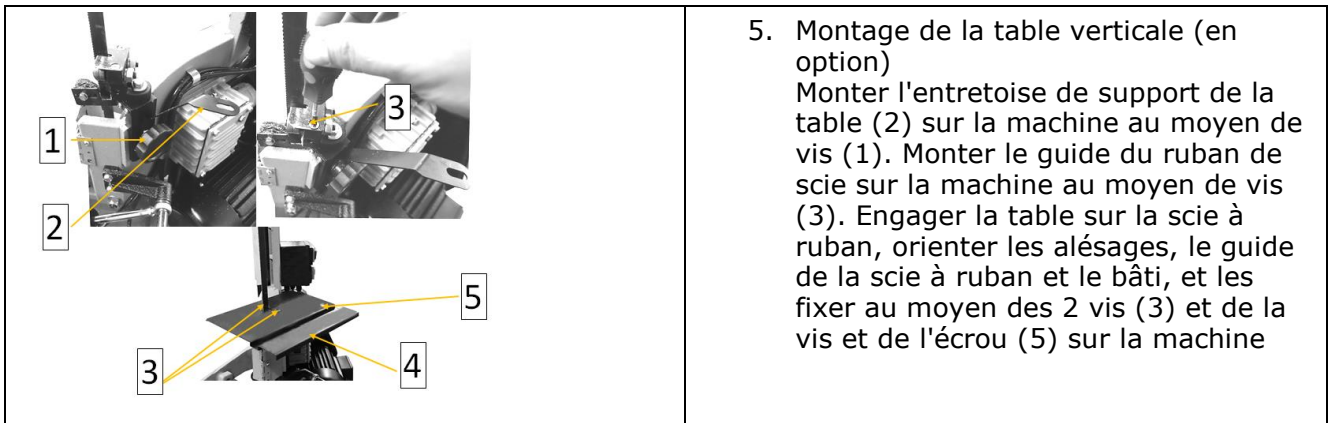 1
2
3
3
4
5
5. Montage de la table verticale (en
option)
Monter l'entretoise de support de la
table (2) sur la machine au moyen de
vis (1). Monter le guide du ruban de
scie sur la machine au moyen de vis
(3). Engager la table sur la scie à
ruban, orienter les alésages, le guide
de la scie à ruban et le bâti, et les
fixer au moyen des 2 vis (3) et de la
vis et de l'écrou (5) sur la machine